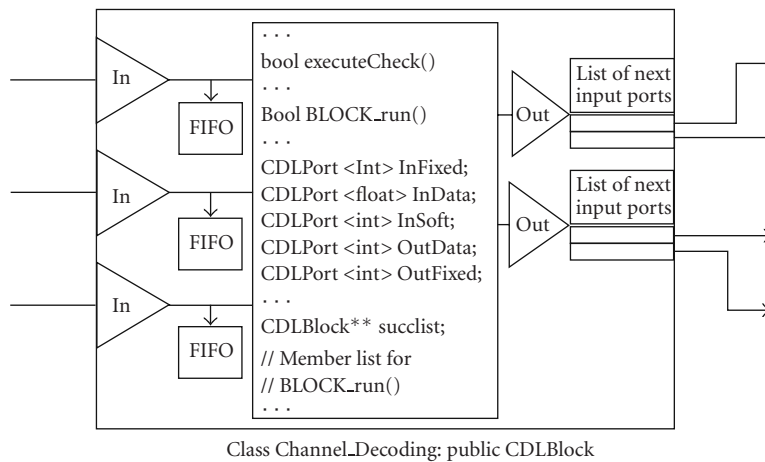 In
FIFO
In
FIFO
In
FIFO
. . .
bool executeCheck()
. . .
Bool BLOCK_run()
. . .
CDLPort <Int> InFixed;
CDLPort <float> InData;
CDLPort <int> InSoft;
CDLPort <int> OutData;
CDLPort <int> OutFixed;
. . .
CDLBlock** succlist;
// Member list for
// BLOCK_run()
. . .
Out
List of next
input ports
Out
List of next
input ports
Class Channel_Decoding: public CDLBlock